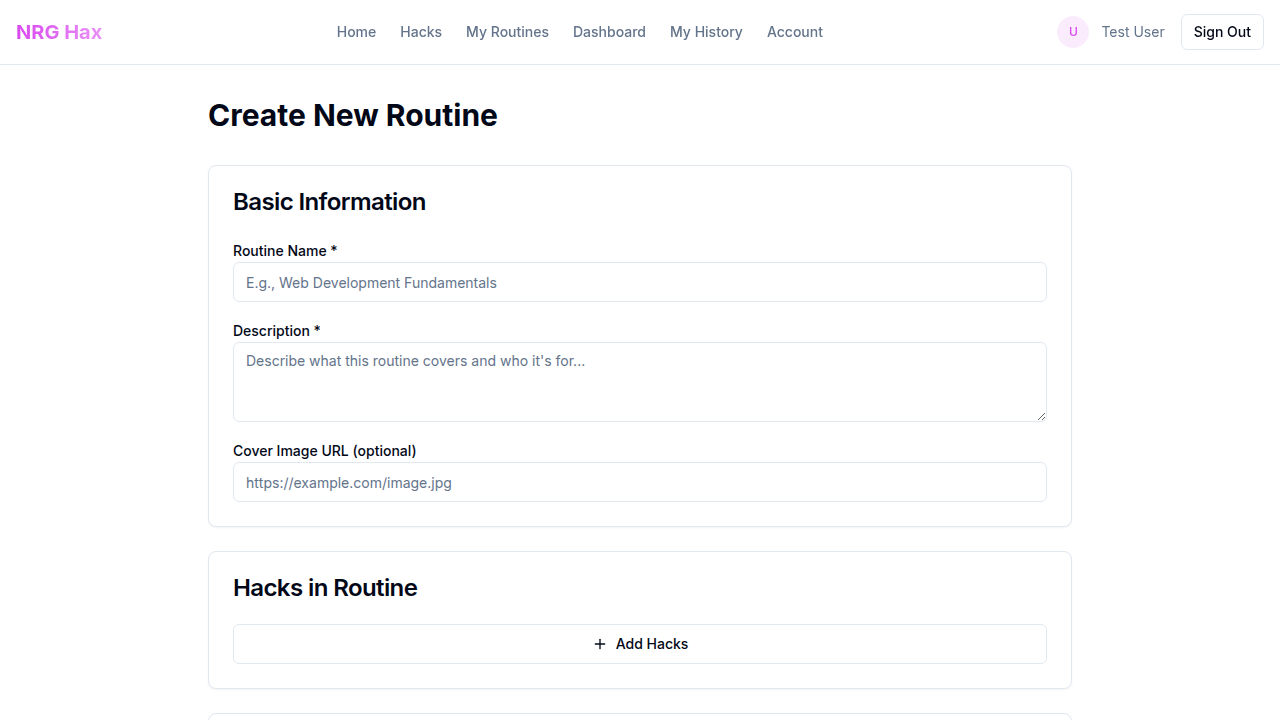 NRG Hax
Home
Hacks
My Routines
Dashboard
My History
Account
U
Test User
Sign Out
Create New Routine
Basic Information
Routine Name *
E.g., Web Development Fundamentals
Description *
Describe what this routine covers and who it's for...
Cover Image URL (optional)
https://example.com/image.jpg
Hacks in Routine
Add Hacks